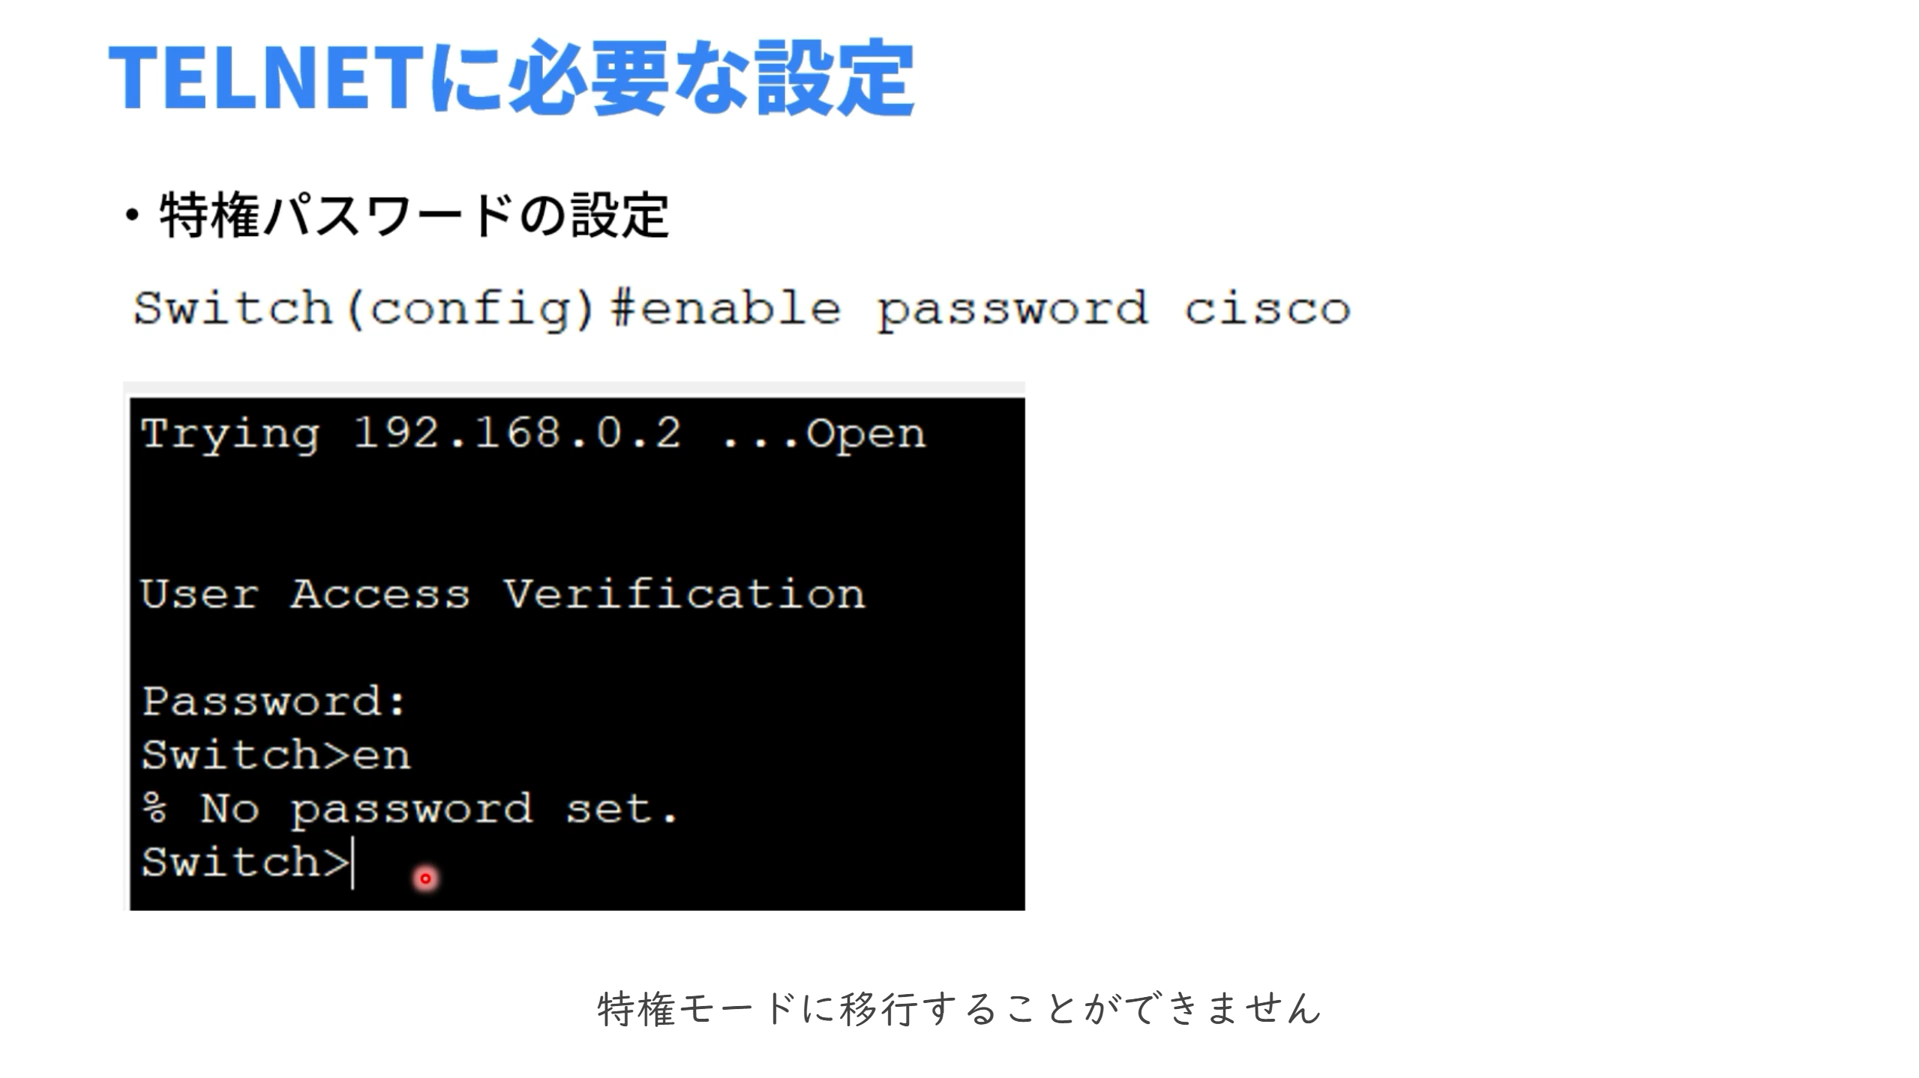 TELNETに必要な設定
・特権パスワードの設定
Switch(config)#enable password cisco
Trying 192.168.0.2 ...Open
User Access Verification
Password:
Switch>en
% No password set.
Switch>
特権モードに移行することができません